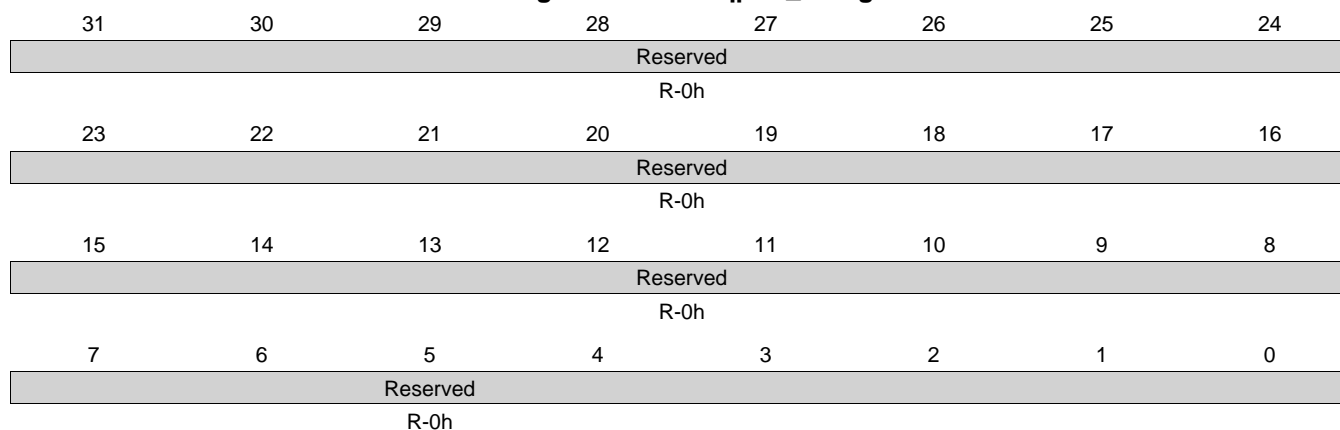 31 30 29 28 27 26 25 24
Reserved
R-0h
23 22 21 20 19 18 17 16
Reserved
R-0h
15 14 13 12 11 10 9 8
Reserved
R-0h
7 6 5 4 3 2 1 0
Reserved
R-0h